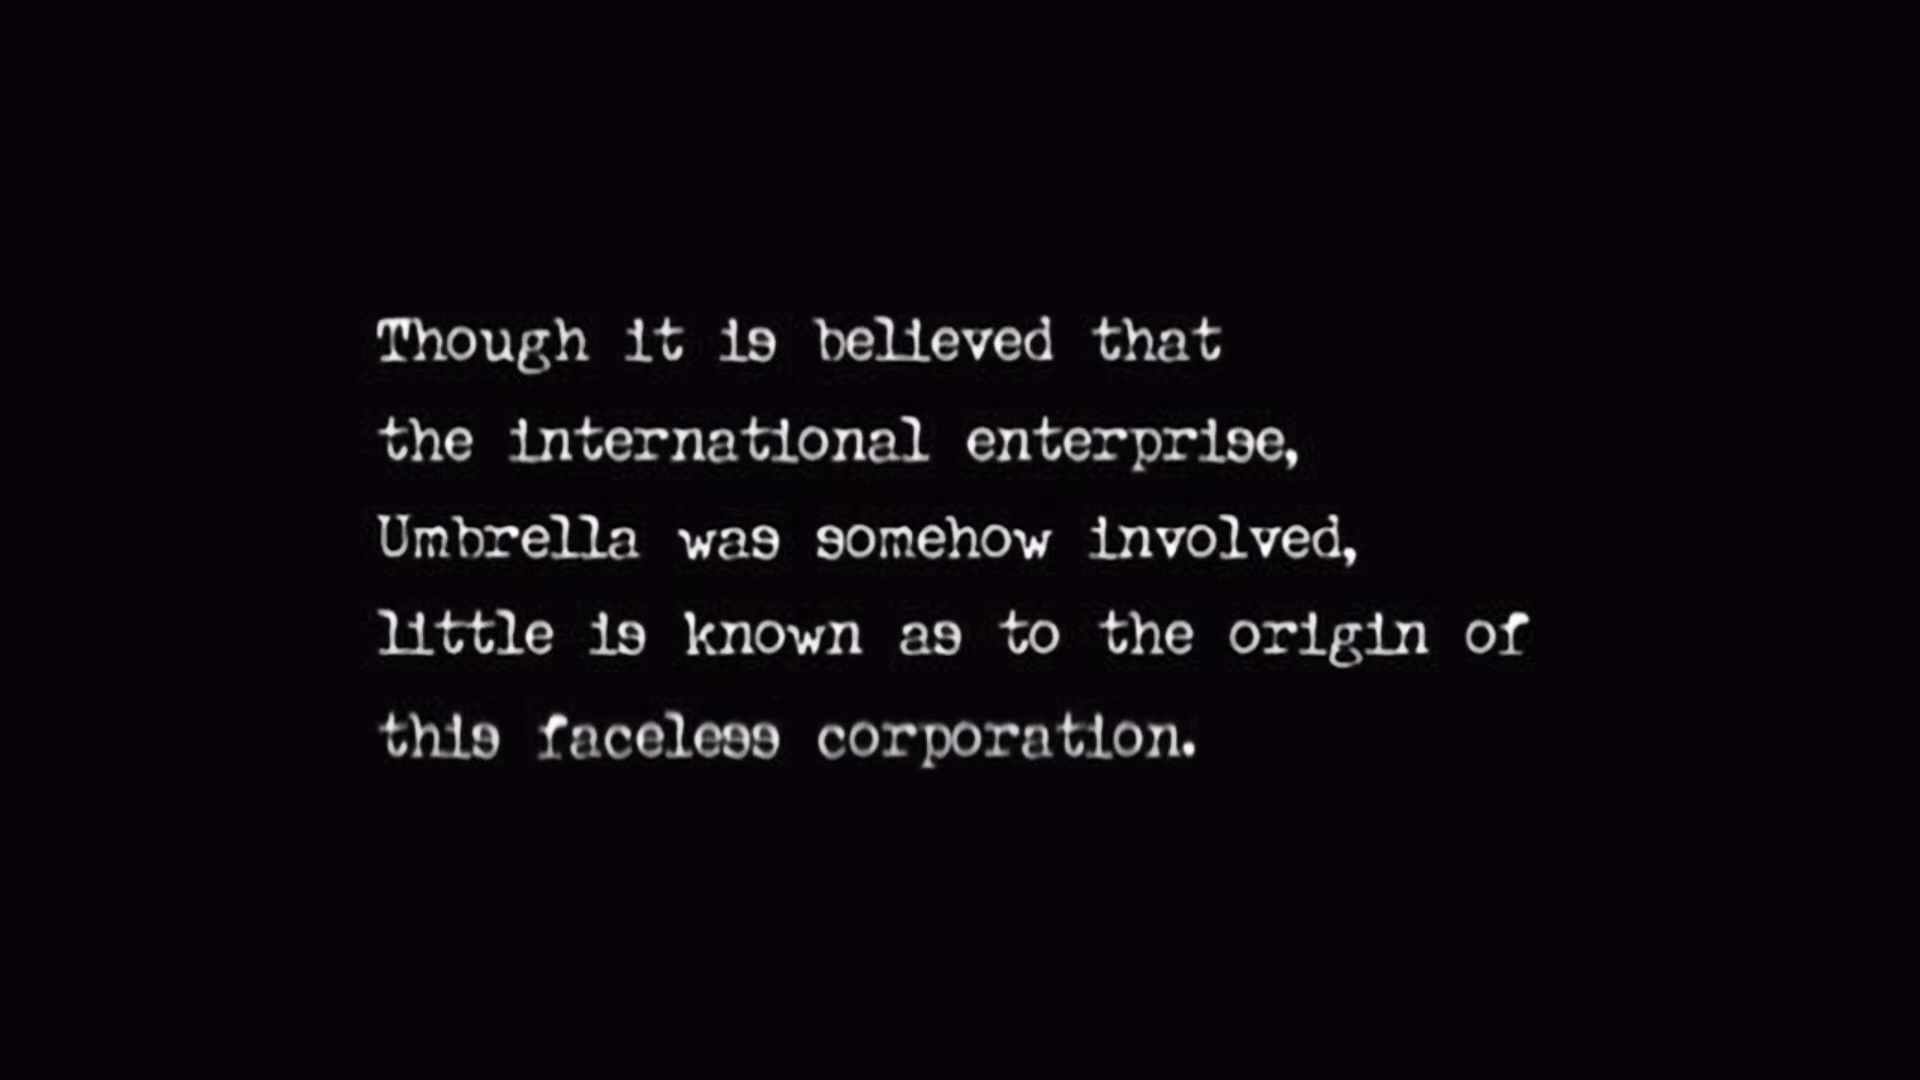 Though it is believed that
the international enterprise,
Umbrella was somehow involved,
little is known as to the origin of
this faceless corporation.